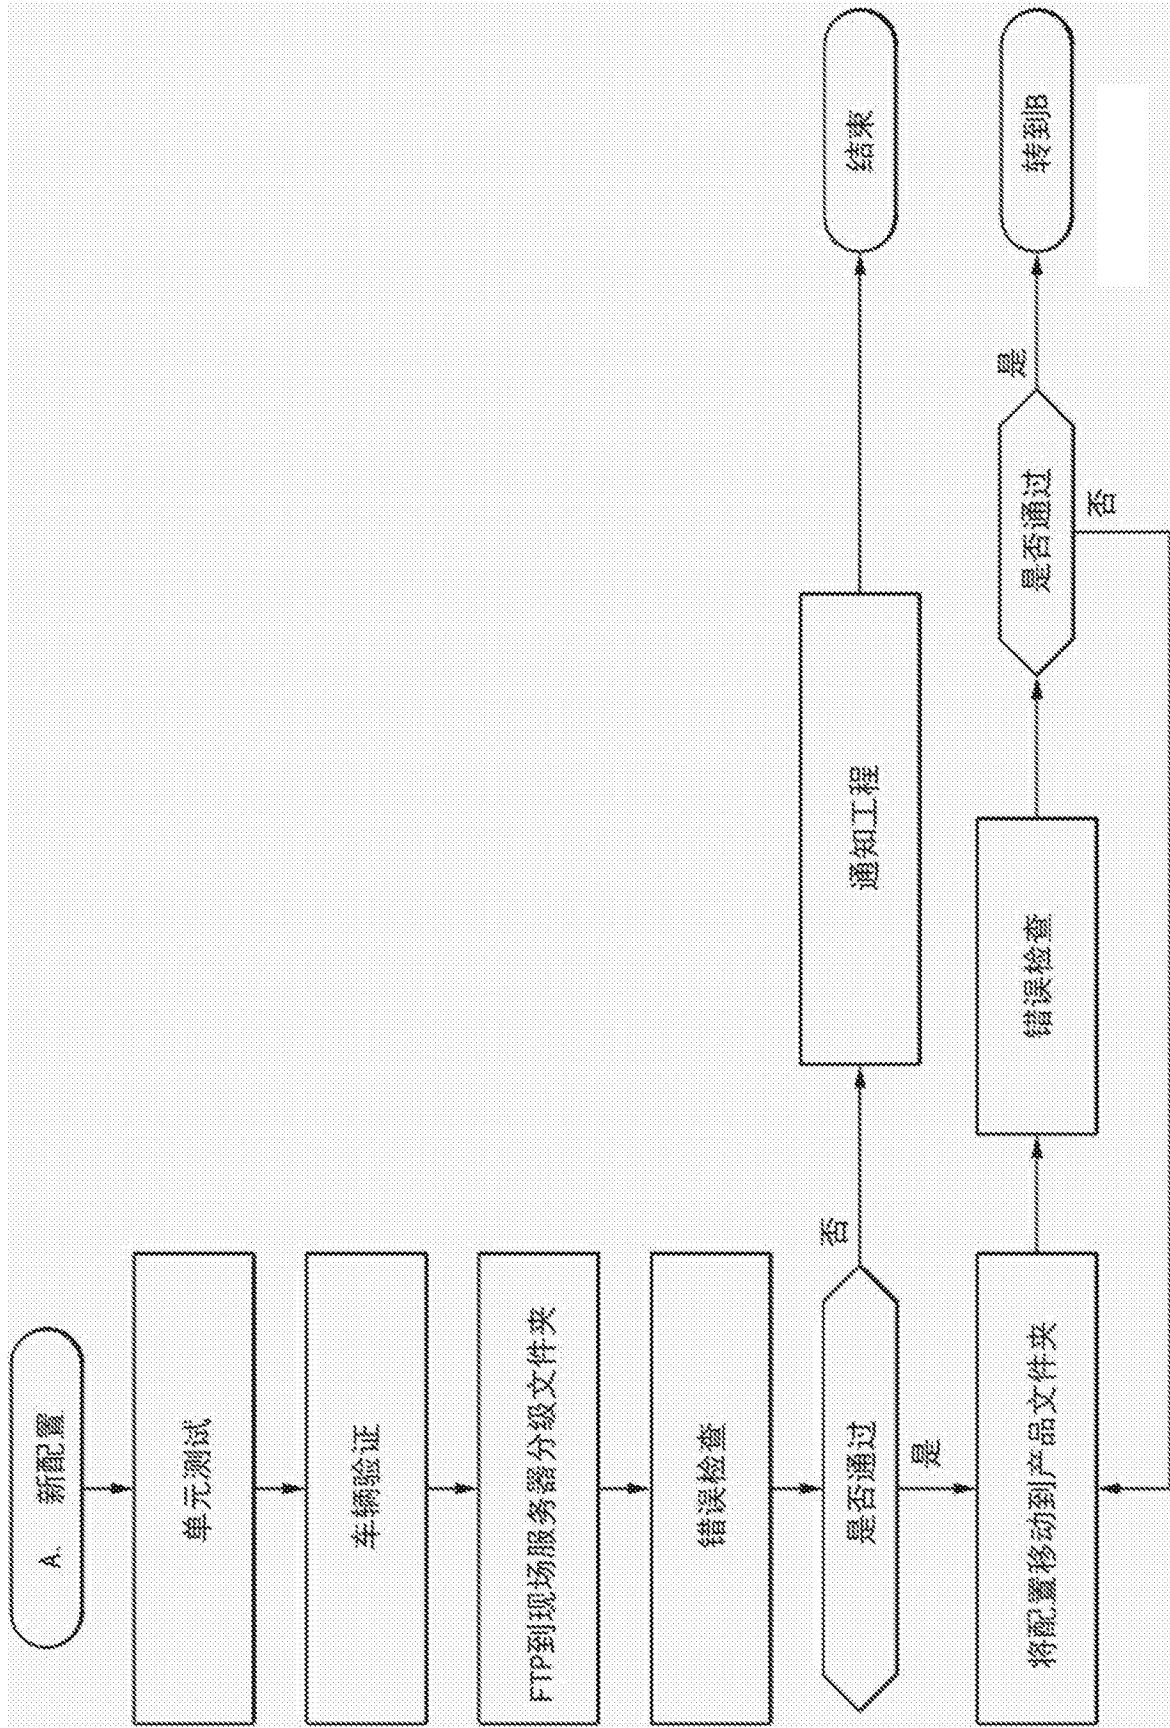 A. 新配置
单元测试
车辆验证
FTP到现场服务器分级文件夹
错误检查
是否通过
否
通知工程
结束
是
将配置移动到产品文件夹
错误检查
是否通过
是
转到B
否